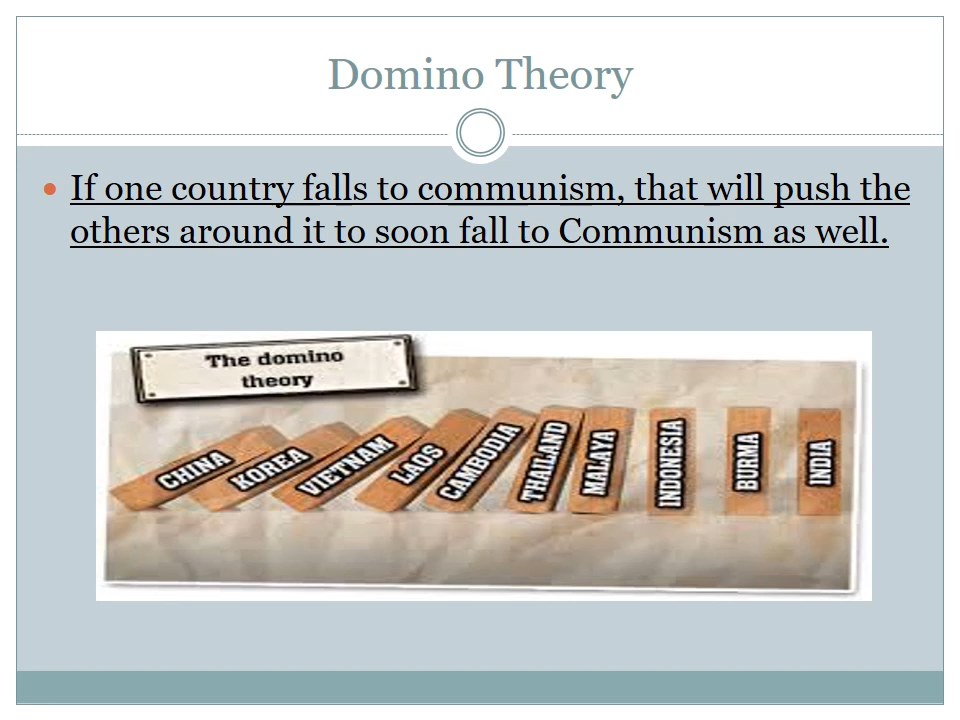 Domino Theory
If one country falls to communism, that will push the
others around it to soon fall to Communism as well.
The domino
theory
CHINA
KOREA
VIETNAM
LAOS
CAMBODIA
THAILAND
MALAYA
INDONESIA
BURMA
INDIA